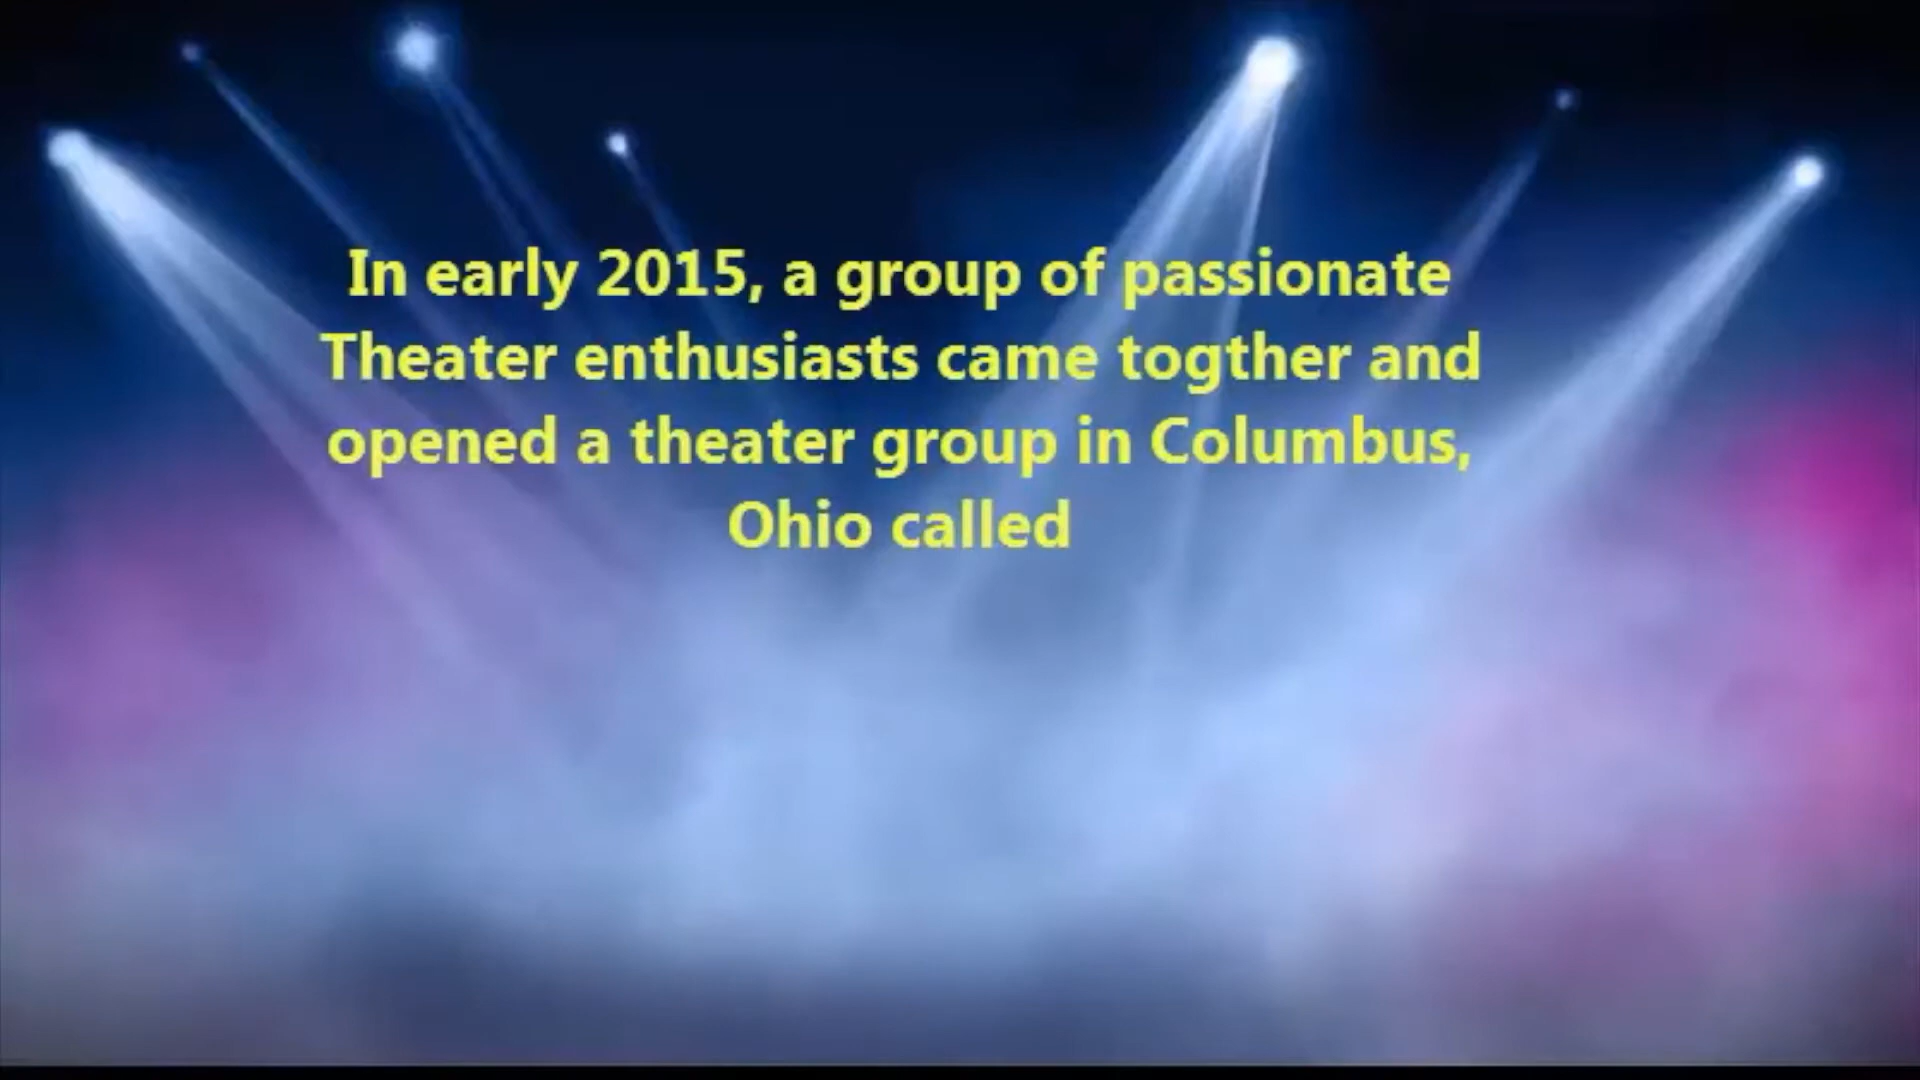 In early 2015, a group of passionate
Theater enthusiasts came togther and
opened a theater group in Columbus,
Ohio called